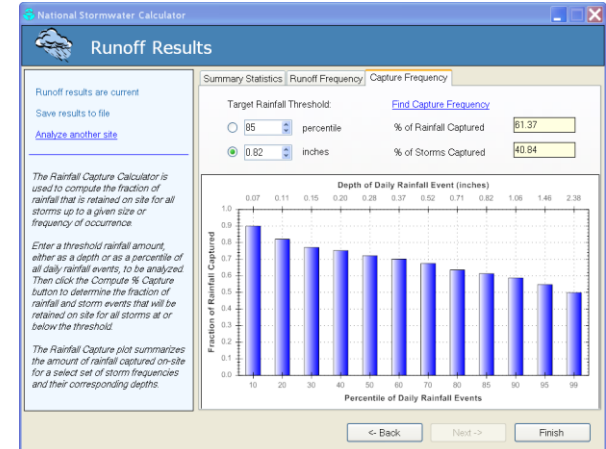 National Stormwater Calculator
Runoff Results
Runoff results are current
Save results to file
Analyze another site
The Rainfall Capture Calculator is
used to compute the fraction of
rainfall that is retained on site for all
storms up to a given size or
frequency of occurrence.
Enter a threshold rainfall amount,
either as a depth or as a percentile of
all daily rainfall events, to be analyzed.
Then click the Compute % Capture
button to determine the fraction of
rainfall and storm events that will be
retained on site for all storms at or
below the threshold.
The Rainfall Capture plot summarizes
the amount of rainfall captured on-site
for a select set of storm frequencies
and their corresponding depths.
Summary Statistics Runoff Frequency Capture Frequency
Target Rainfall Threshold: Find Capture Frequency
85 percentile % of Rainfall Captured 61.37
0.82 inches % of Storms Captured 40.84
Depth of Daily Rainfall Event (inches)
0.07 0.11 0.15 0.20 0.28 0.37 0.52 0.71 0.82 1.06 1.46 2.38
Fraction of Rainfall Captured
1.0
0.9
0.8
0.7
0.6
0.5
0.4
0.3
0.2
0.1
0.0
10 20 30 40 50 60 70 80 85 90 95 99
Percentile of Daily Rainfall Events
<- Back Next -> Finish